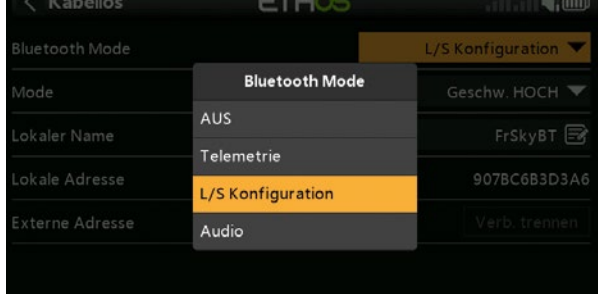 Kabellos
ETHOS
Bluetooth Mode L/S Konfiguration
Mode Geschw. HOCH
Lokaler Name FrSkyBT
Lokale Adresse 907BC6B3D3A6
Externe Adresse Verb. trennen
Bluetooth Mode
AUS
Telemetrie
L/S Konfiguration
Audio